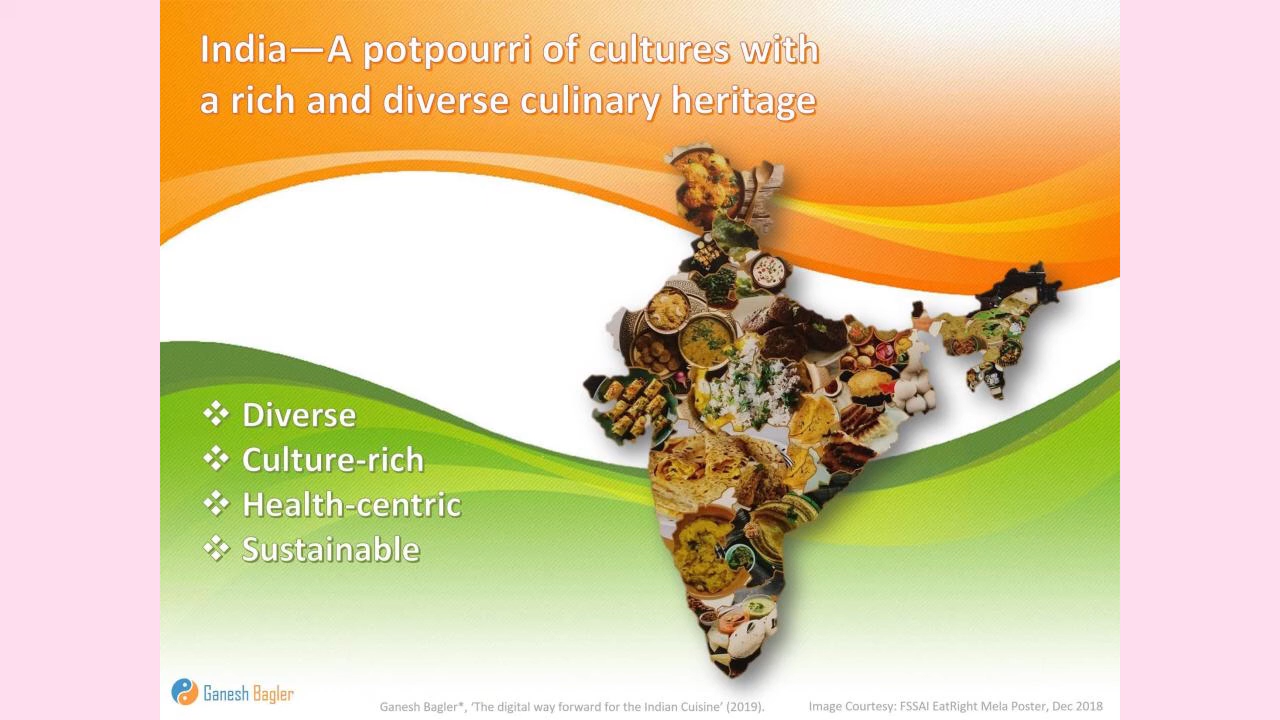 India—A potpourri of cultures with
a rich and diverse culinary heritage
❖ Diverse
❖ Culture-rich
❖ Health-centric
❖ Sustainable
Ganesh Bagler
Ganesh Bagler*, ‘The digital way forward for the Indian Cuisine’ (2019).
Image Courtesy: FSSAI EatRight Mela Poster, Dec 2018